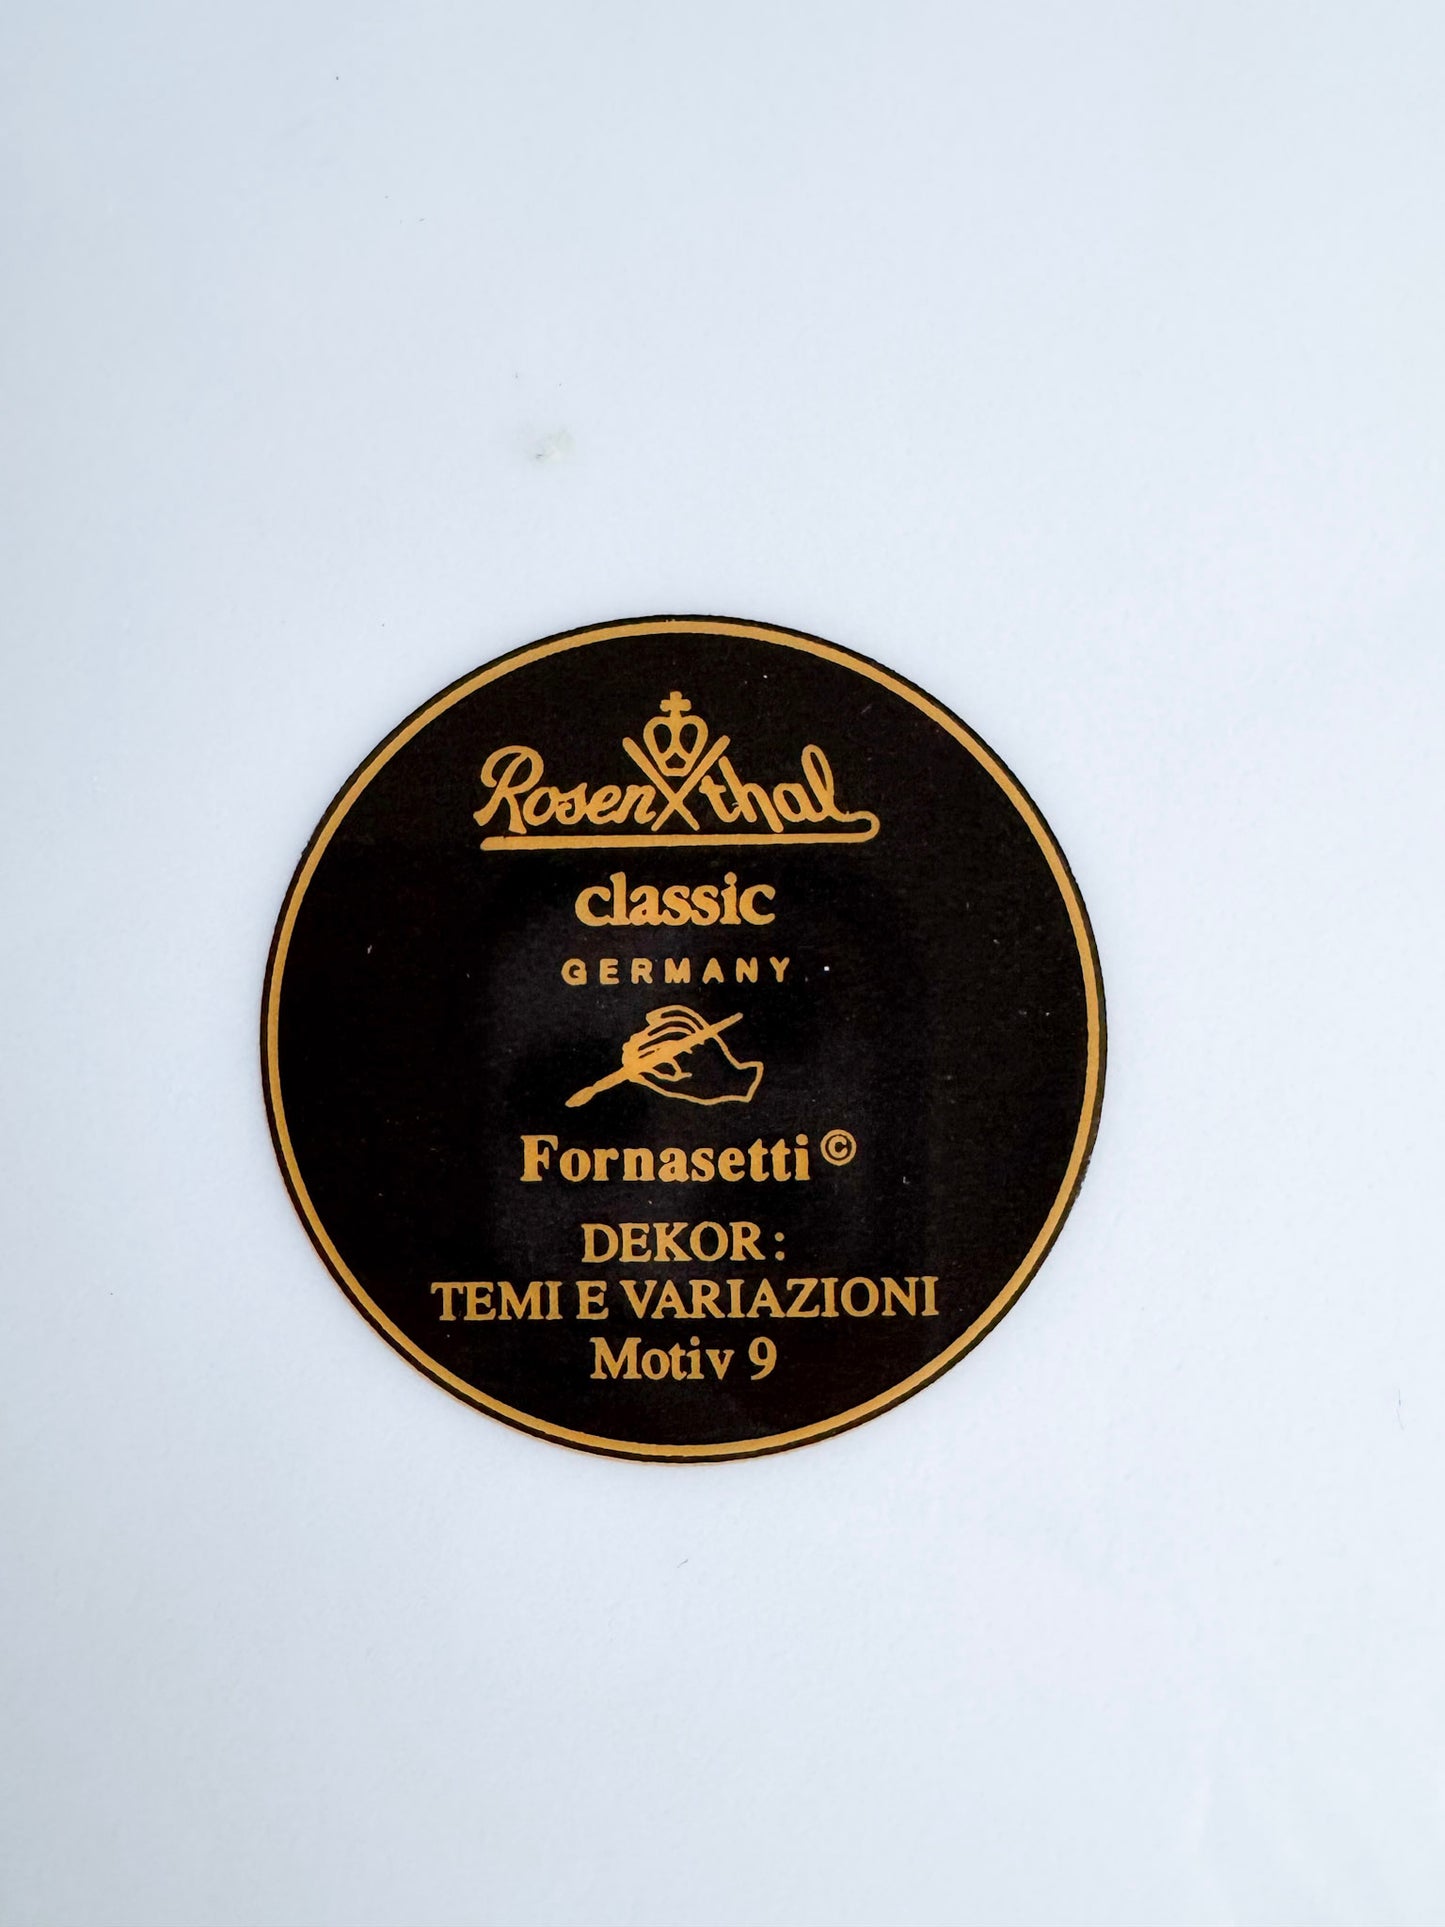 Rosenthal
classic
GERMANY
Fornasetti©
DEKOR:
TEMI E VARIAZIONI
Motiv 9